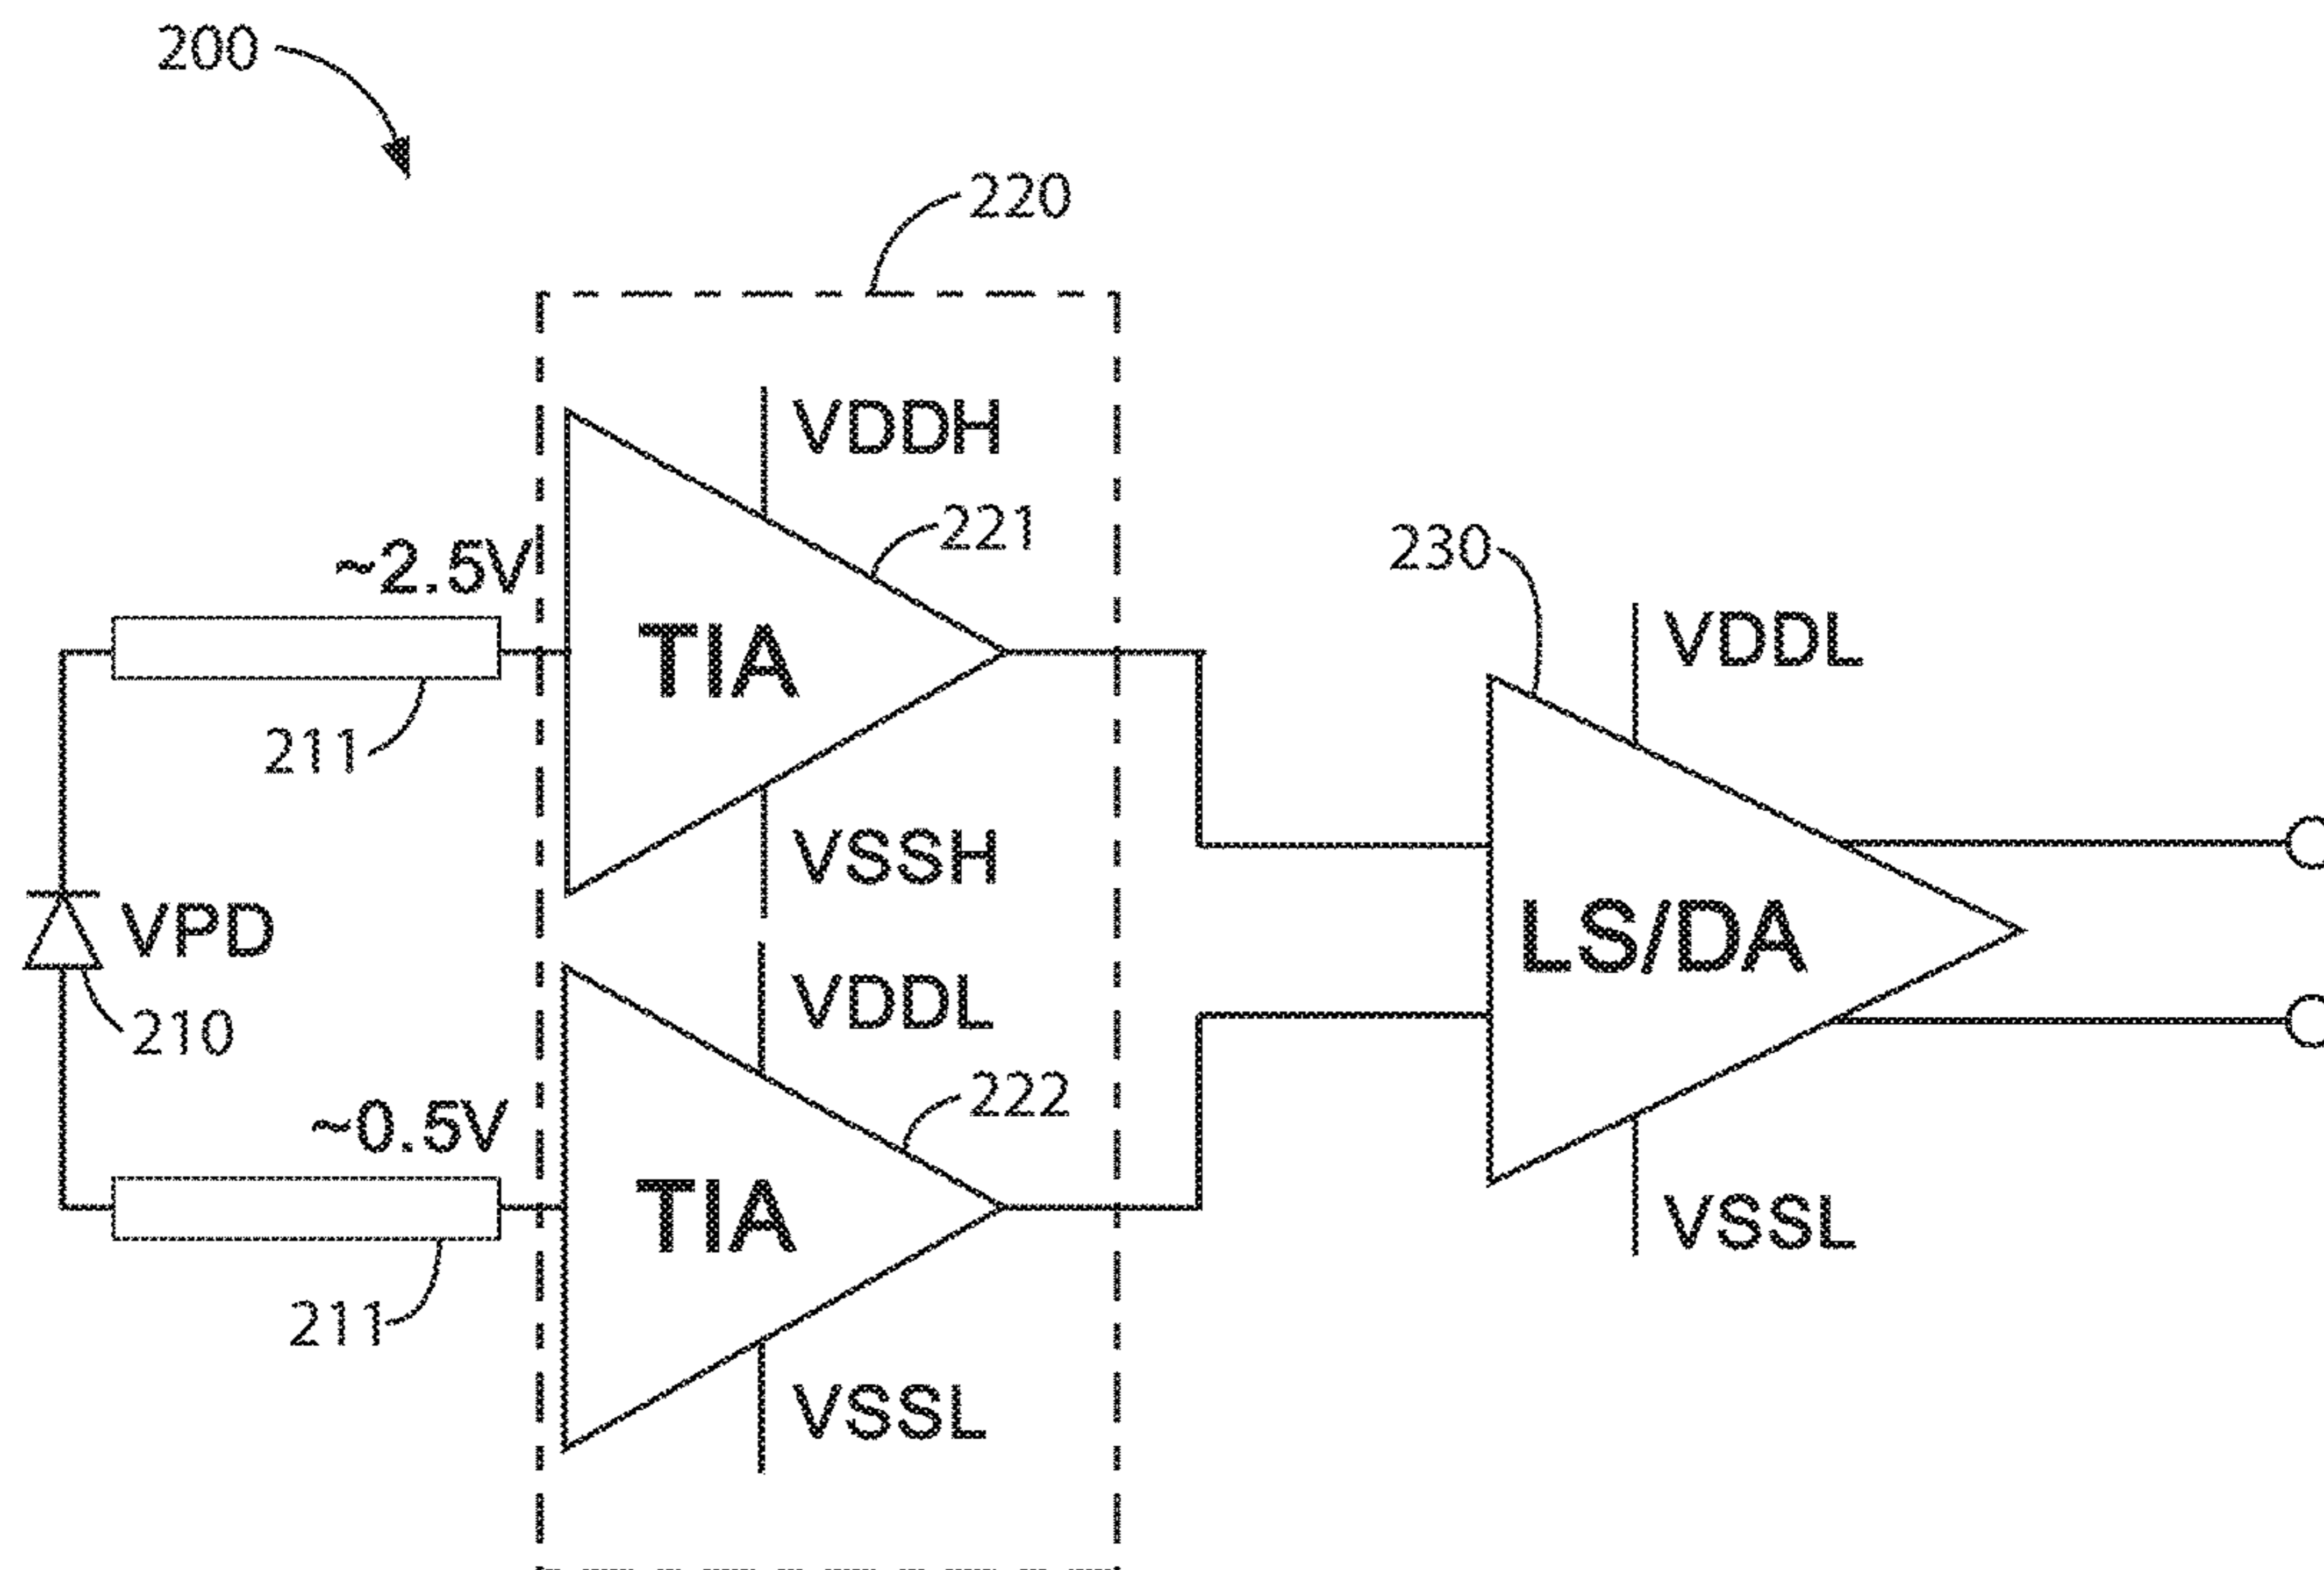 200
220
VDDH
221
~2.5V
230
VDDL
TIA
211
VSSH
VPD
LS/DA
VDDL
210
222
~0.5V
TIA
VSSL
211
VSSL